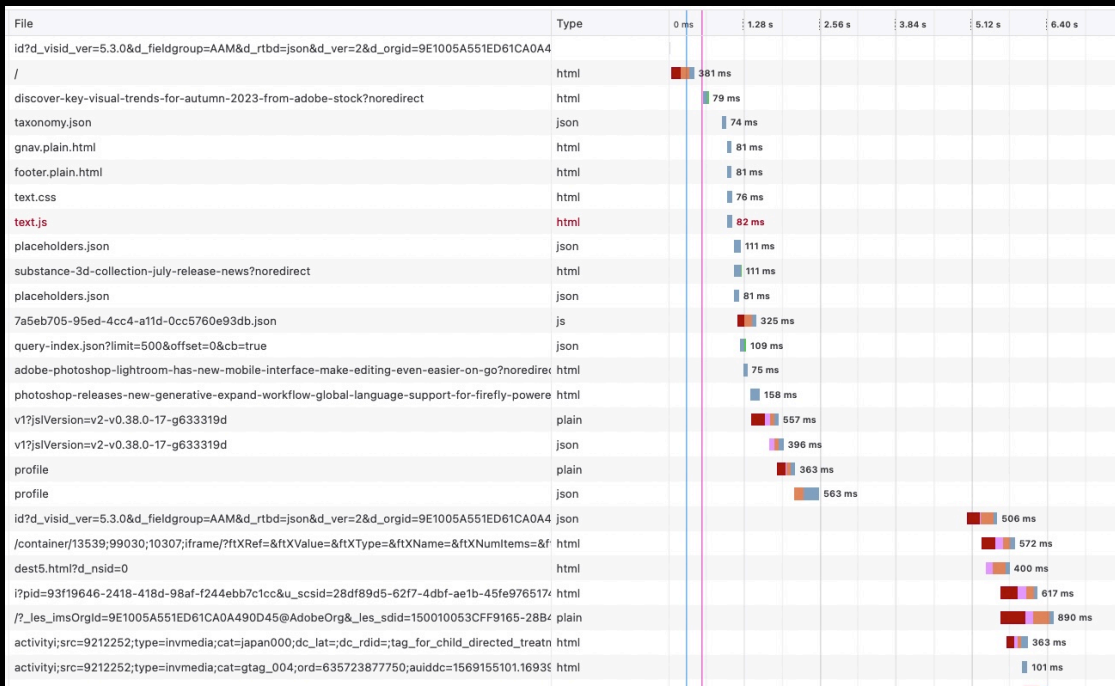 File Type 0 ms 1.28 s 2.56 s 3.84 s 5.12 s 6.40 s
id?d_visid_ver=5.3.0&d_fieldgroup=AAM&d_rtbd=json&d_ver=2&d_orgid=9E1005A551ED61CA0A4
/ html 381 ms
discover-key-visual-trends-for-autumn-2023-from-adobe-stock?noredirect html 79 ms
taxonomy.json json 74 ms
gnav.plain.html html 81 ms
footer.plain.html html 81 ms
text.css html 76 ms
text.js html 82 ms
placeholders.json json 111 ms
substance-3d-collection-july-release-news?noredirect html 111 ms
placeholders.json json 81 ms
7a5eb705-95ed-4cc4-a11d-0cc5760e93db.json js 325 ms
query-index.json?limit=500&offset=0&cb=true json 109 ms
adobe-photoshop-lightroom-has-new-mobile-interface-make-editing-even-easier-on-go?noredirec html 75 ms
photoshop-releases-new-generative-expand-workflow-global-language-support-for-firefly-powere html 158 ms
v1?jslVersion=v2-v0.38.0-17-g633319d plain 557 ms
v1?jslVersion=v2-v0.38.0-17-g633319d json 396 ms
profile plain 363 ms
profile json 563 ms
id?d_visid_ver=5.3.0&d_fieldgroup=AAM&d_rtbd=json&d_ver=2&d_orgid=9E1005A551ED61CA0A4 json 506 ms
/container/13539;99030;10307;iframe/?ftXRef=&ftXValue=&ftXType=&ftXName=&ftXNumItems=&f html 572 ms
dest5.html?d_nsid=0 html 400 ms
i?pid=93f19646-2418-418d-98af-f244ebb7c1cc&u_scsid=28df89d5-62f7-4dbf-ae1b-45fe9765174 html 617 ms
/?_les_imsOrgId=9E1005A551ED61CA0A490D45@AdobeOrg&_les_sdid=150010053CFF9165-28B4 plain 890 ms
activityi;src=9212252;type=invmedia;cat=japan000;dc_lat=;dc_rdid=;tag_for_child_directed_treatn html 363 ms
activityi;src=9212252;type=invmedia;cat=gtag_004;ord=635723877750;auiddc=1569155101.16939 html 101 ms